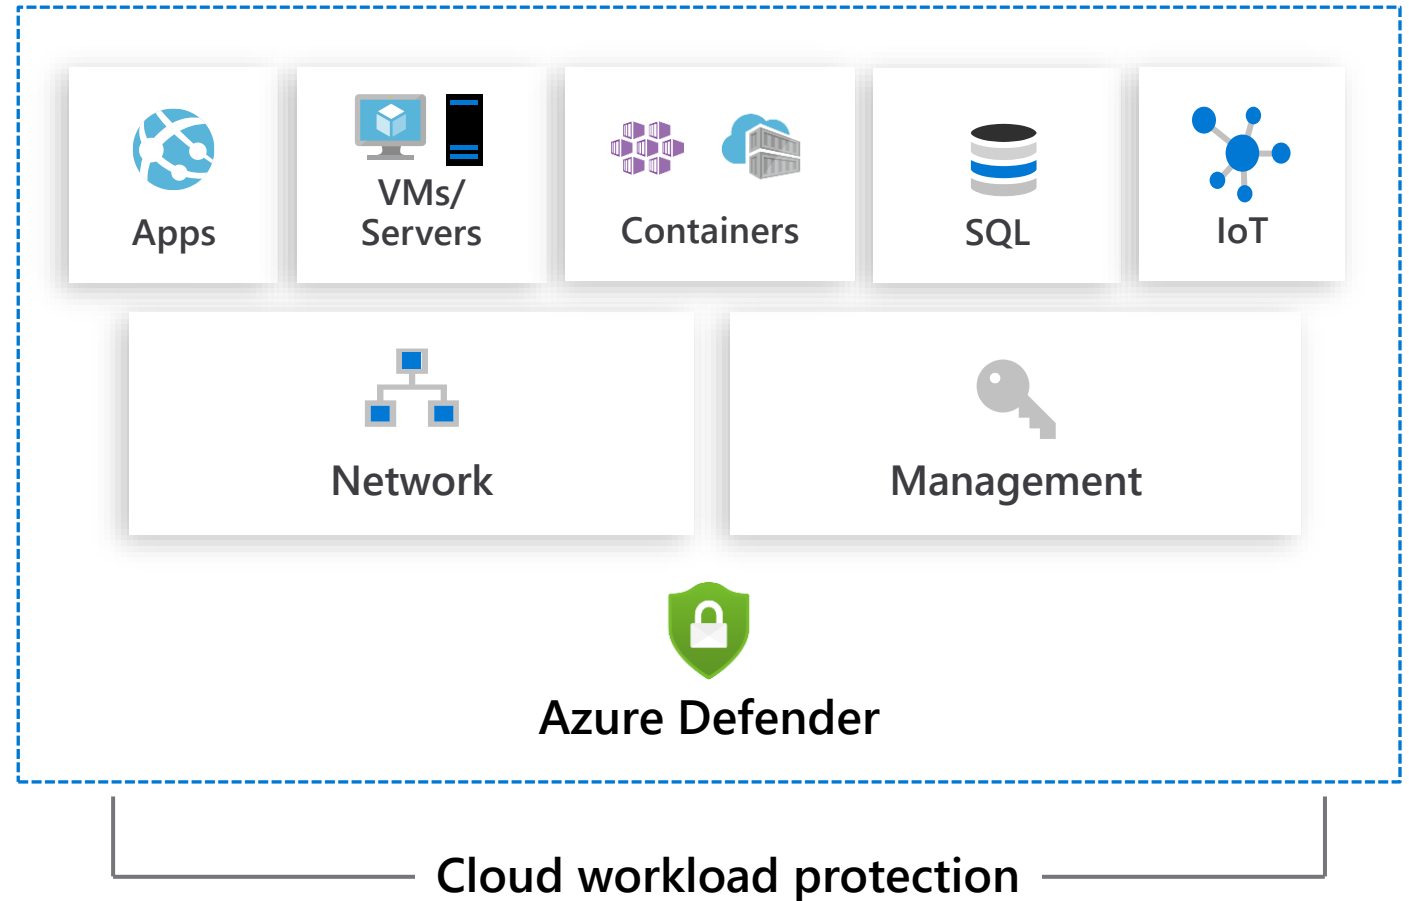 Apps
VMs/
Servers
Containers
SQL
IoT
Network
Management
Azure Defender
Cloud workload protection